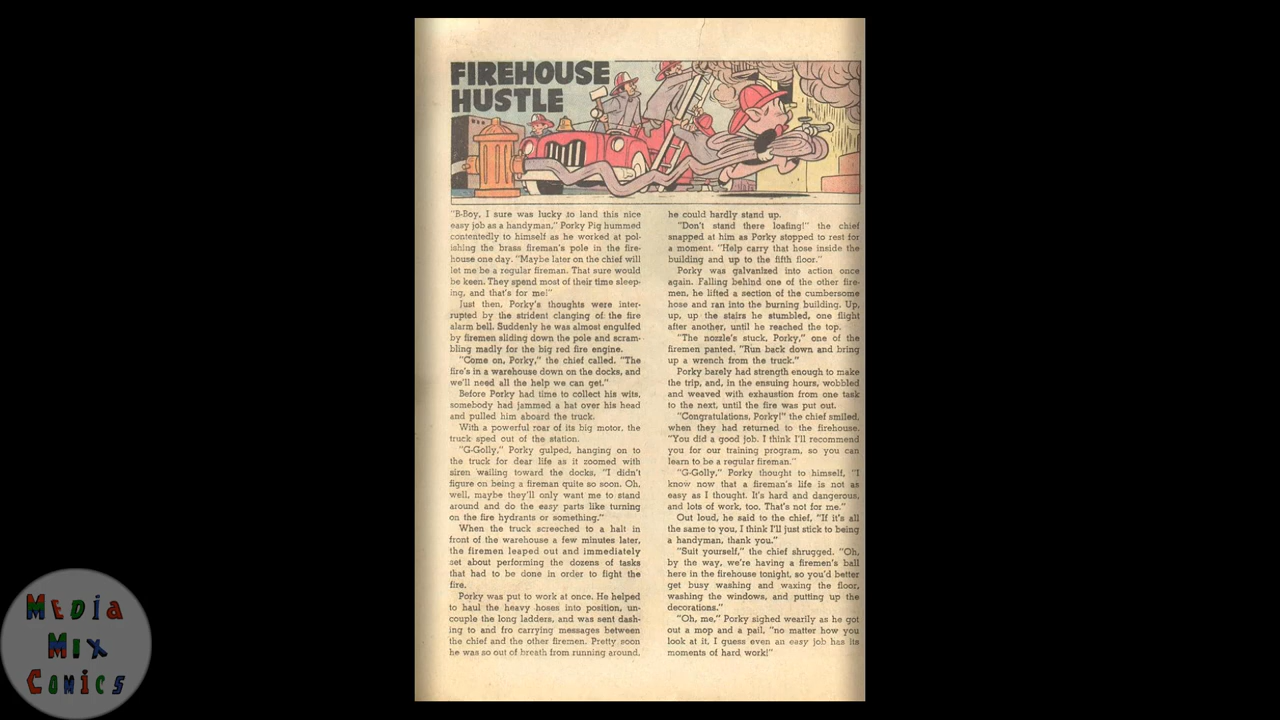 FIREHOUSE
HUSTLE
"B-Boy, I sure was lucky to land this nice
easy job as a handyman," Porky Pig hummed
contentedly to himself as he worked at pol-
ishing the brass fireman's pole in the fire-
house one day. "Maybe later on the chief will
let me be a regular fireman. That sure would
be keen. They spend most of their time sleep-
ing, and that's for me!"
Just then, Porky's thoughts were inter-
rupted by the strident clanging of the fire
alarm bell. Suddenly he was almost engulfed
by firemen sliding down the pole and scram-
bling madly for the big red fire engine.
"Come on, Porky," the chief called. "The
fire's in a warehouse down on the docks, and
we'll need all the help we can get."
Before Porky had time to collect his wits,
somebody had jammed a hat over his head
and pulled him aboard the truck.
With a powerful roar of its big motor, the
truck sped out of the station.
"G-Golly," Porky gulped, hanging on to
the truck for dear life as it zoomed with
siren wailing toward the docks, "I didn't
figure on being a fireman quite so soon. Oh,
well, maybe they'll only want me to stand
around and do the easy parts like turning
on the fire hydrants or something."
When the truck screeched to a halt in
front of the warehouse a few minutes later,
the firemen leaped out and immediately
set about performing the dozens of tasks
that had to be done in order to fight the
fire.
Porky was put to work at once. He helped
to haul the heavy hoses into position, un-
couple the long ladders, and was sent dash-
ing to and fro carrying messages between
the chief and the other firemen. Pretty soon
he was so out of breath from running around,
he could hardly stand up.
"Don't stand there loafing!" the chief
snapped at him as Porky stopped to rest for
a moment. "Help carry that hose inside the
building and up to the fifth floor."
Porky was galvanized into action once
again. Falling behind one of the other fire-
men, he lifted a section of the cumbersome
hose and ran into the burning building. Up,
up, up the stairs he stumbled, one flight
after another, until he reached the top.
"The nozzle's stuck, Porky," one of the
firemen panted. "Run back down and bring
up a wrench from the truck."
Porky barely had strength enough to make
the trip, and, in the ensuing hours, wobbled
and weaved with exhaustion from one task
to the next, until the fire was put out.
"Congratulations, Porky!" the chief smiled,
when they had returned to the firehouse.
"You did a good job. I think I'll recommend
you for our training program, so you can
learn to be a regular fireman."
"G-Golly," Porky thought to himself, "I
know now that a fireman's life is not as
easy as I thought. It's hard and dangerous,
and lots of work, too. That's not for me."
Out loud, he said to the chief, "If it's all
the same to you, I think I'll just stick to being
a handyman, thank you."
"Suit yourself," the chief shrugged. "Oh,
by the way, we're having a firemen's ball
here in the firehouse tonight, so you'd better
get busy washing and waxing the floor,
washing the windows, and putting up the
decorations."
"Oh, me," Porky sighed wearily as he got
out a mop and a pail, "no matter how you
look at it, I guess even an easy job has its
moments of hard work!"
MEDIA
MIX
COMICS